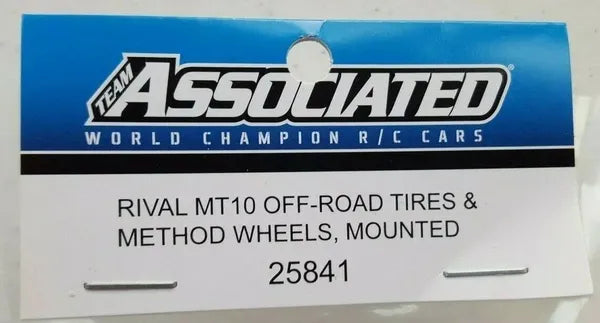 TEAM ASSOCIATED®
WORLD CHAMPION R/C CARS
RIVAL MT10 OFF-ROAD TIRES &
METHOD WHEELS, MOUNTED
25841